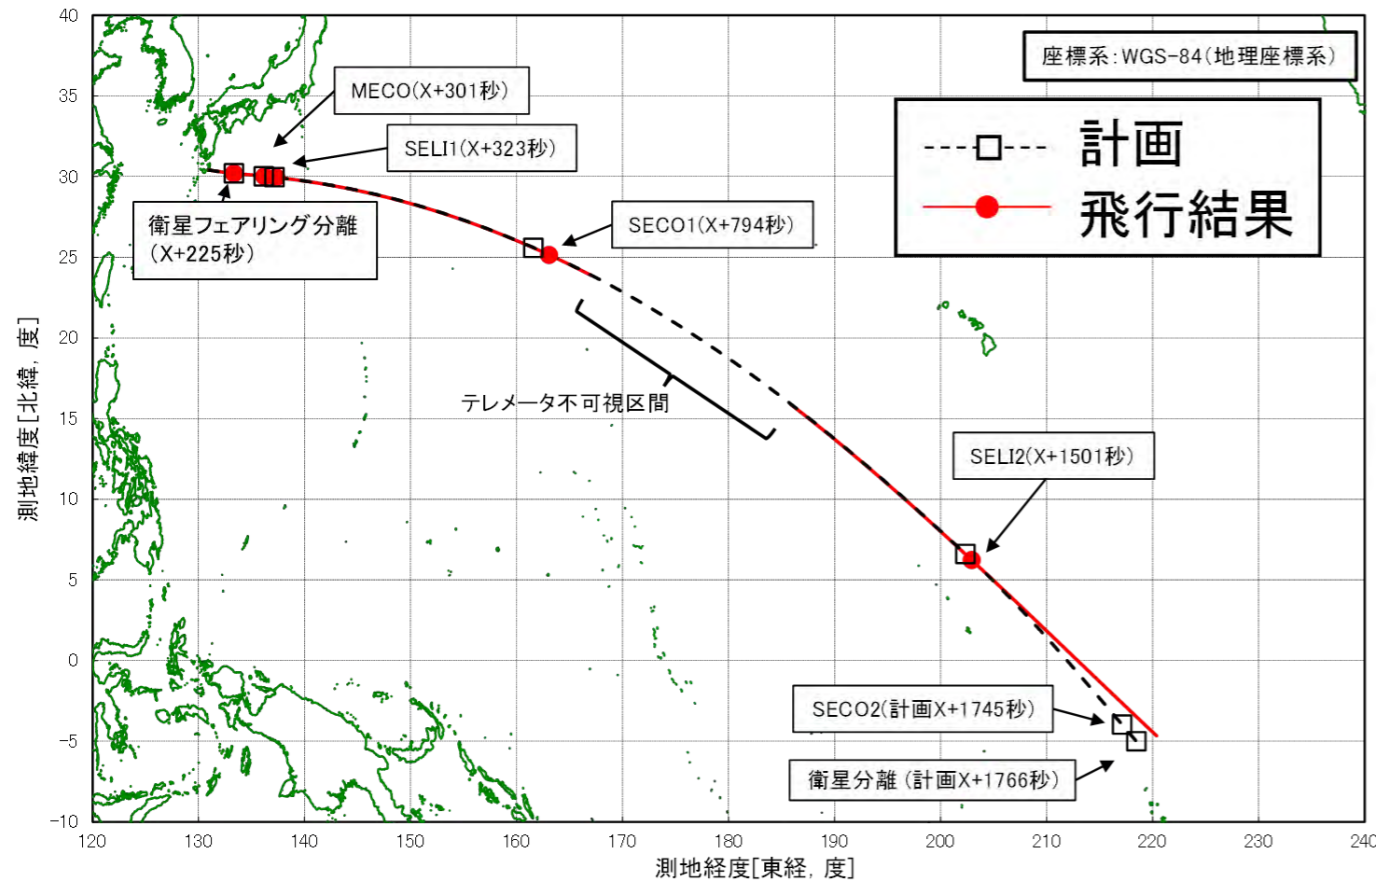 座標系:WGS-84(地理座標系)
計画
飛行結果
MECO(X+301秒)
SELI1(X+323秒)
衛星フェアリング分離
(X+225秒)
SECO1(X+794秒)
テレメータ不可視区間
SELI2(X+1501秒)
SECO2(計画X+1745秒)
衛星分離(計画X+1766秒)
測地緯度[北緯, 度]
40
35
30
25
20
15
10
5
0
-5
-10
120 130 140 150 160 170 180 190 200 210 220 230 240
測地経度[東経, 度]